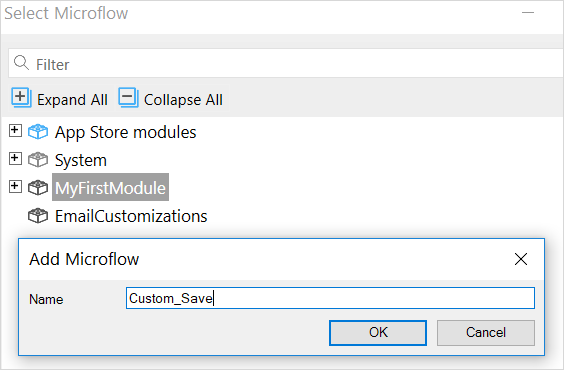 Select Microflow
Filter
Expand All Collapse All
App Store modules
System
MyFirstModule
EmailCustomizations
Add Microflow
Name Custom_Save
OK Cancel